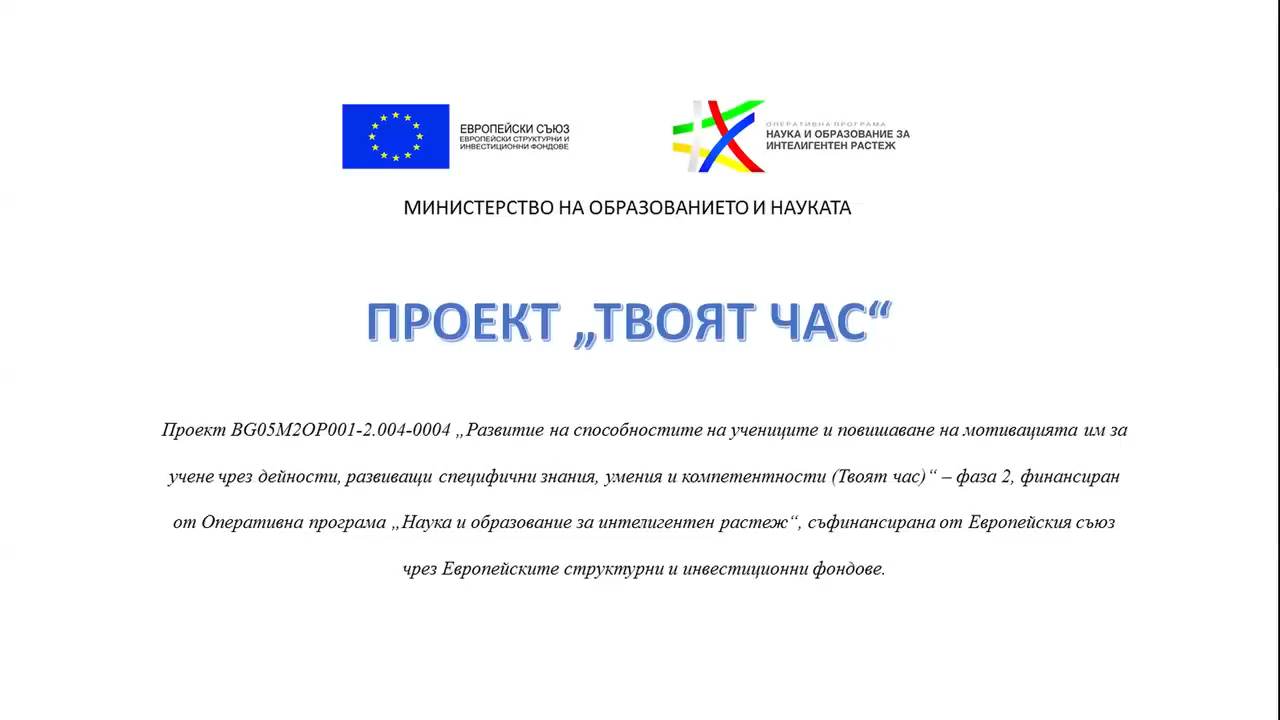 ЕВРОПЕЙСКИ СЪЮЗ
ЕВРОПЕЙСКИ СТРУКТУРНИ И
ИНВЕСТИЦИОННИ ФОНДОВЕ
ОПЕРАТИВНА ПРОГРАМА
НАУКА И ОБРАЗОВАНИЕ ЗА
ИНТЕЛИГЕНТЕН РАСТЕЖ
МИНИСТЕРСТВО НА ОБРАЗОВАНИЕТО И НАУКАТА
ПРОЕКТ „ТВОЯТ ЧАС“
Проект BG05M2OP001-2.004-0004 „Развитие на способностите на учениците и повишаване на мотивацията им за
учене чрез дейности, развиващи специфични знания, умения и компетентности (Твоят час)“ – фаза 2, финансиран
от Оперативна програма „Наука и образование за интелигентен растеж“, съфинансирана от Европейския съюз
чрез Европейските структурни и инвестиционни фондове.